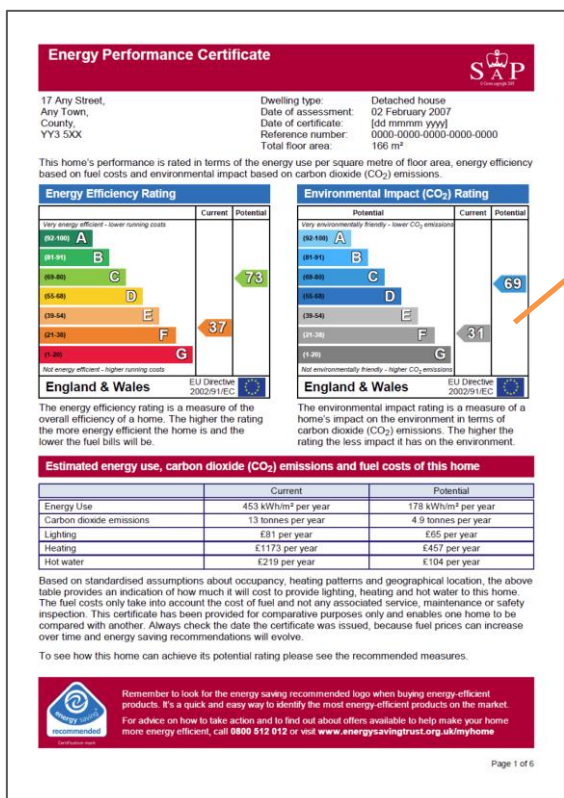 Energy Performance Certificate
SAP
17 Any Street,
Any Town,
County,
YY3 5XX
Dwelling type: Detached house
Date of assessment: 02 February 2007
Date of certificate: [dd mmmm yyyy]
Reference number: 0000-0000-0000-0000-0000
Total floor area: 166 m²
This home's performance is rated in terms of the energy use per square metre of floor area, energy efficiency
based on fuel costs and environmental impact based on carbon dioxide (CO₂) emissions.
Energy Efficiency Rating
Current Potential
Very energy efficient - lower running costs
(92-100) A
(81-91) B
(69-80) C
73
(55-68) D
(39-54) E
(21-38) F
37
(1-20) G
Not energy efficient - higher running costs
England & Wales
EU Directive
2002/91/EC
The energy efficiency rating is a measure of the
overall efficiency of a home. The higher the rating
the more energy efficient the home is and the
lower the fuel bills will be.
Environmental Impact (CO₂) Rating
Potential Current Potential
Very environmentally friendly - lower CO₂ emissions
(92-100) A
(81-91) B
(69-80) C
69
(55-68) D
(39-54) E
(21-38) F
31
(1-20) G
Not environmentally friendly - higher CO₂ emissions
England & Wales
EU Directive
2002/91/EC
The environmental impact rating is a measure of a
home's impact on the environment in terms of
carbon dioxide (CO₂) emissions. The higher the
rating the less impact it has on the environment.
Estimated energy use, carbon dioxide (CO₂) emissions and fuel costs of this home
Current Potential
Energy Use 453 kWh/m² per year 178 kWh/m² per year
Carbon dioxide emissions 13 tonnes per year 4.9 tonnes per year
Lighting £81 per year £65 per year
Heating £1173 per year £457 per year
Hot water £219 per year £104 per year
Based on standardised assumptions about occupancy, heating patterns and geographical location, the above
table provides an indication of how much it will cost to provide lighting, heating and hot water to this home.
The fuel costs only take into account the cost of fuel and not any associated service, maintenance or safety
inspection. This certificate has been provided for comparative purposes only and enables one home to be
compared with another. Always check the date the certificate was issued, because fuel prices can increase
over time and energy saving recommendations will evolve.
To see how this home can achieve its potential rating please see the recommended measures.
energy saving
recommended
Certification mark
Remember to look for the energy saving recommended logo when buying energy-efficient
products. It's a quick and easy way to identify the most energy-efficient products on the market.
For advice on how to take action and to find out about offers available to help make your home
more energy efficient, call 0800 512 012 or visit www.energysavingtrust.org.uk/myhome
Page 1 of 6